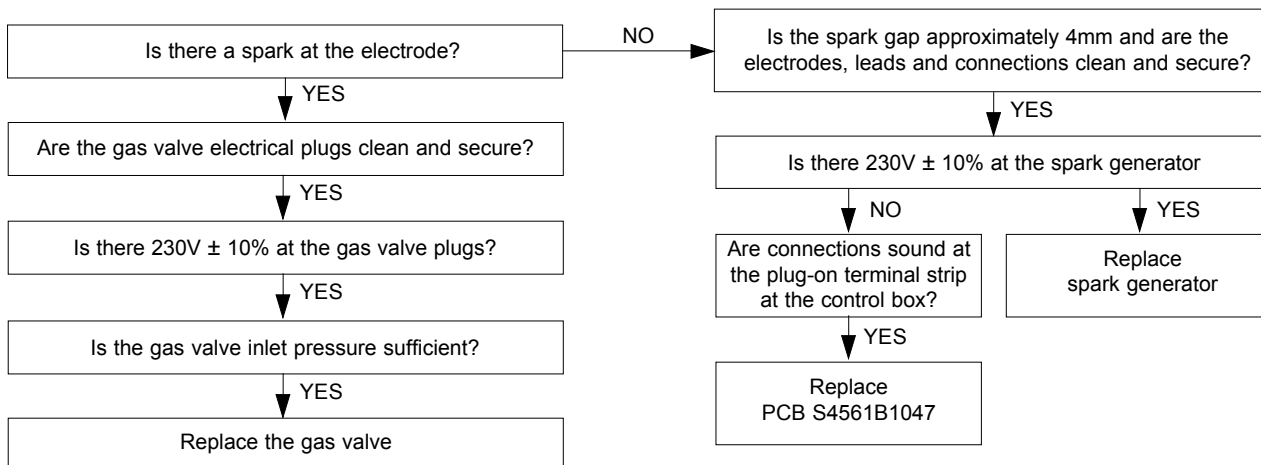 Is there a spark at the electrode?
NO
Is the spark gap approximately 4mm and are the
electrodes, leads and connections clean and secure?
YES
Are the gas valve electrical plugs clean and secure?
YES
Is there 230V ± 10% at the gas valve plugs?
YES
Is the gas valve inlet pressure sufficient?
YES
Replace the gas valve
YES
Is there 230V ± 10% at the spark generator
NO
Are connections sound at
the plug-on terminal strip
at the control box?
YES
Replace
PCB S4561B1047
YES
Replace
spark generator